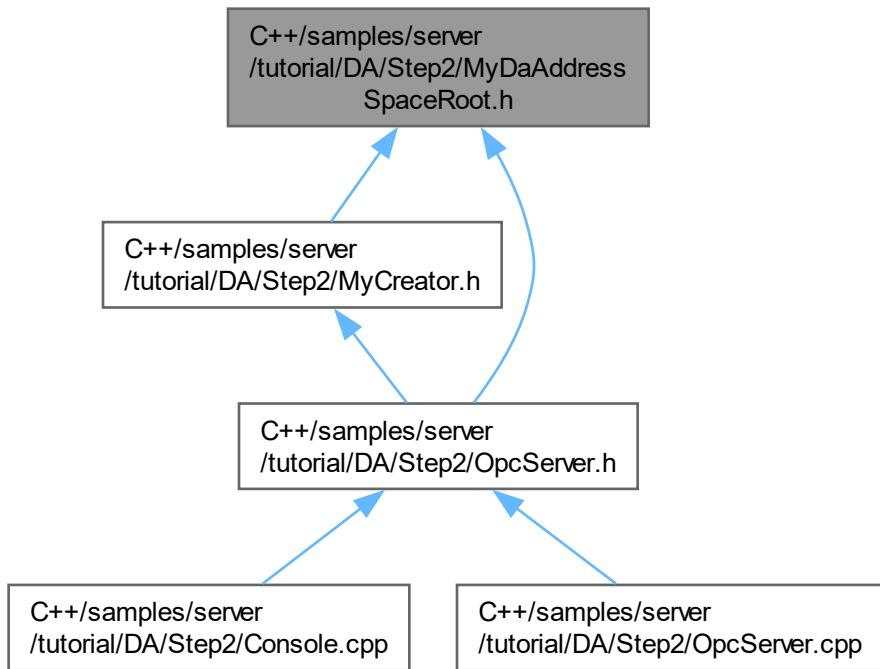 C++/samples/server
/tutorial/DA/Step2/MyDaAddress
SpaceRoot.h
C++/samples/server
/tutorial/DA/Step2/MyCreator.h
C++/samples/server
/tutorial/DA/Step2/OpcServer.h
C++/samples/server
/tutorial/DA/Step2/Console.cpp
C++/samples/server
/tutorial/DA/Step2/OpcServer.cpp